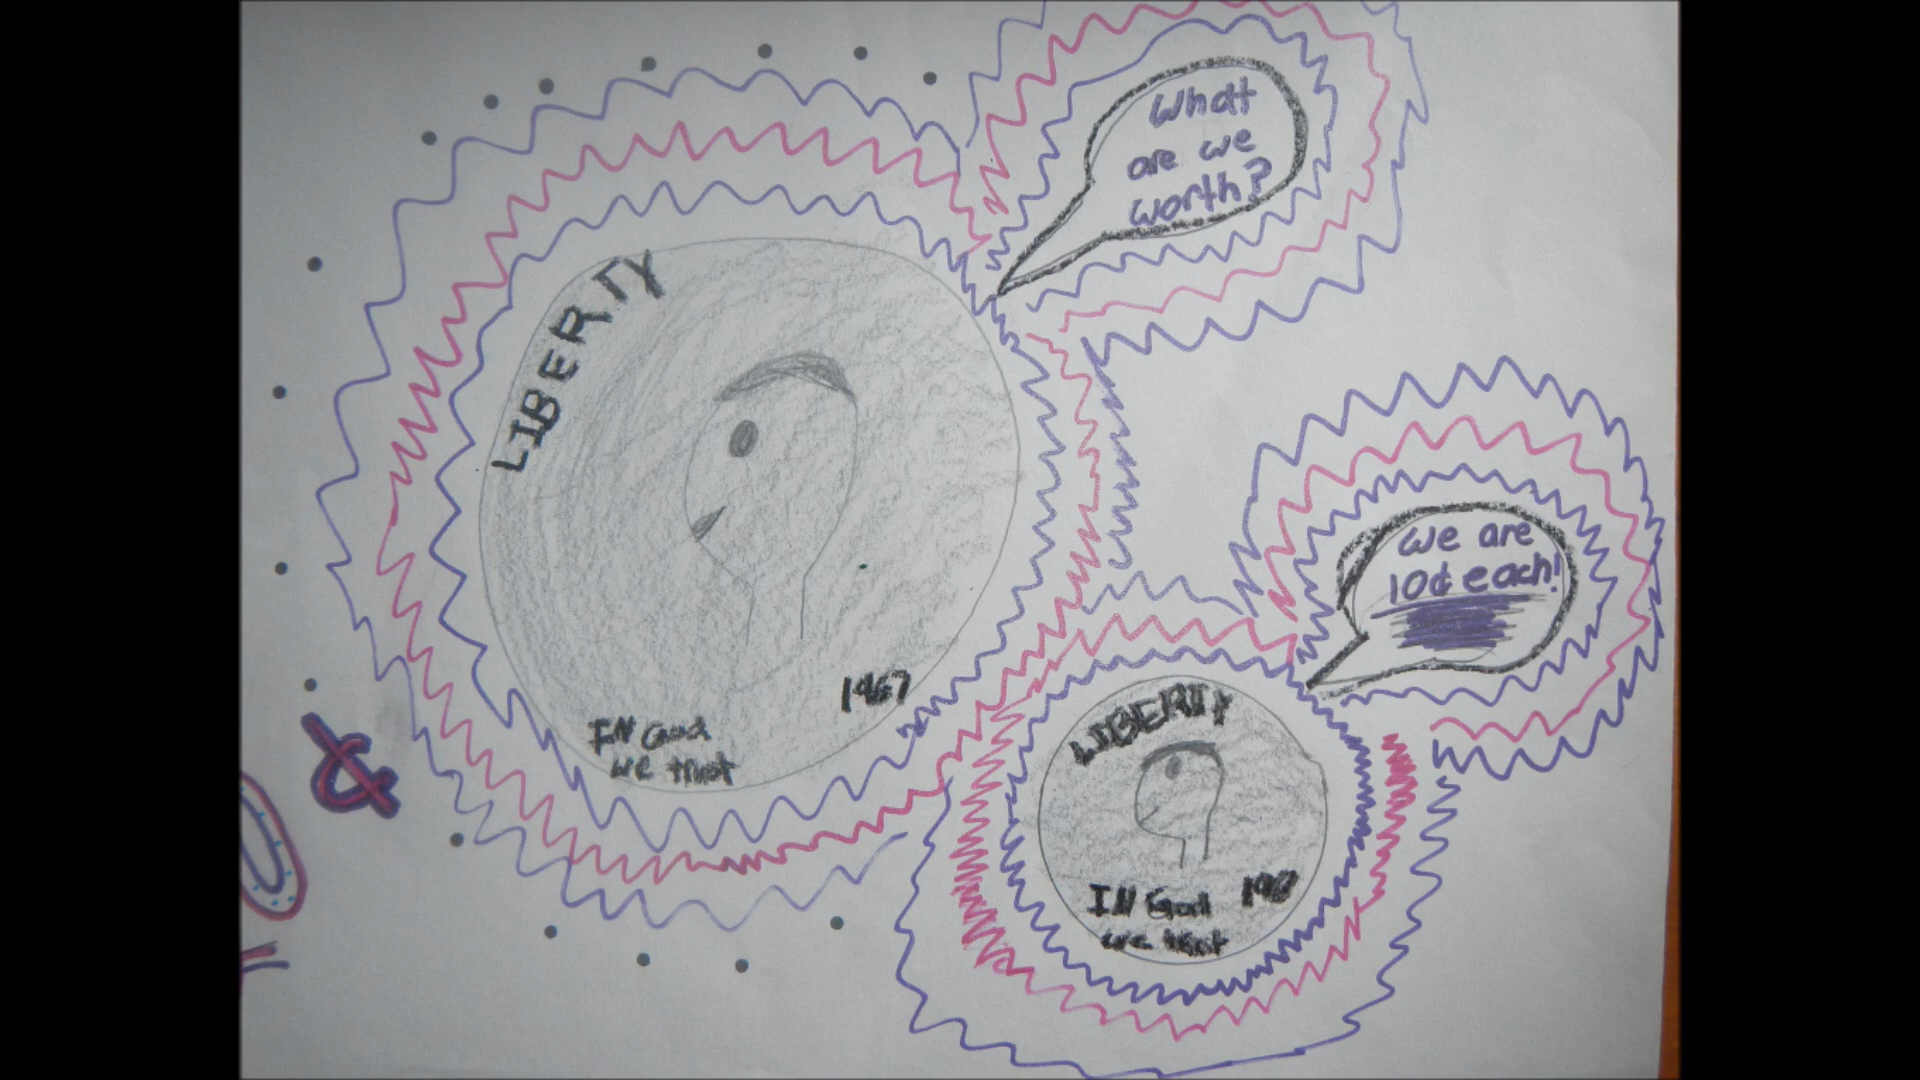 What
are we
worth?
LIBERTY
1967
IN God
we trust
we are
10¢ each!
LIBERTY
IN God
we trust
&